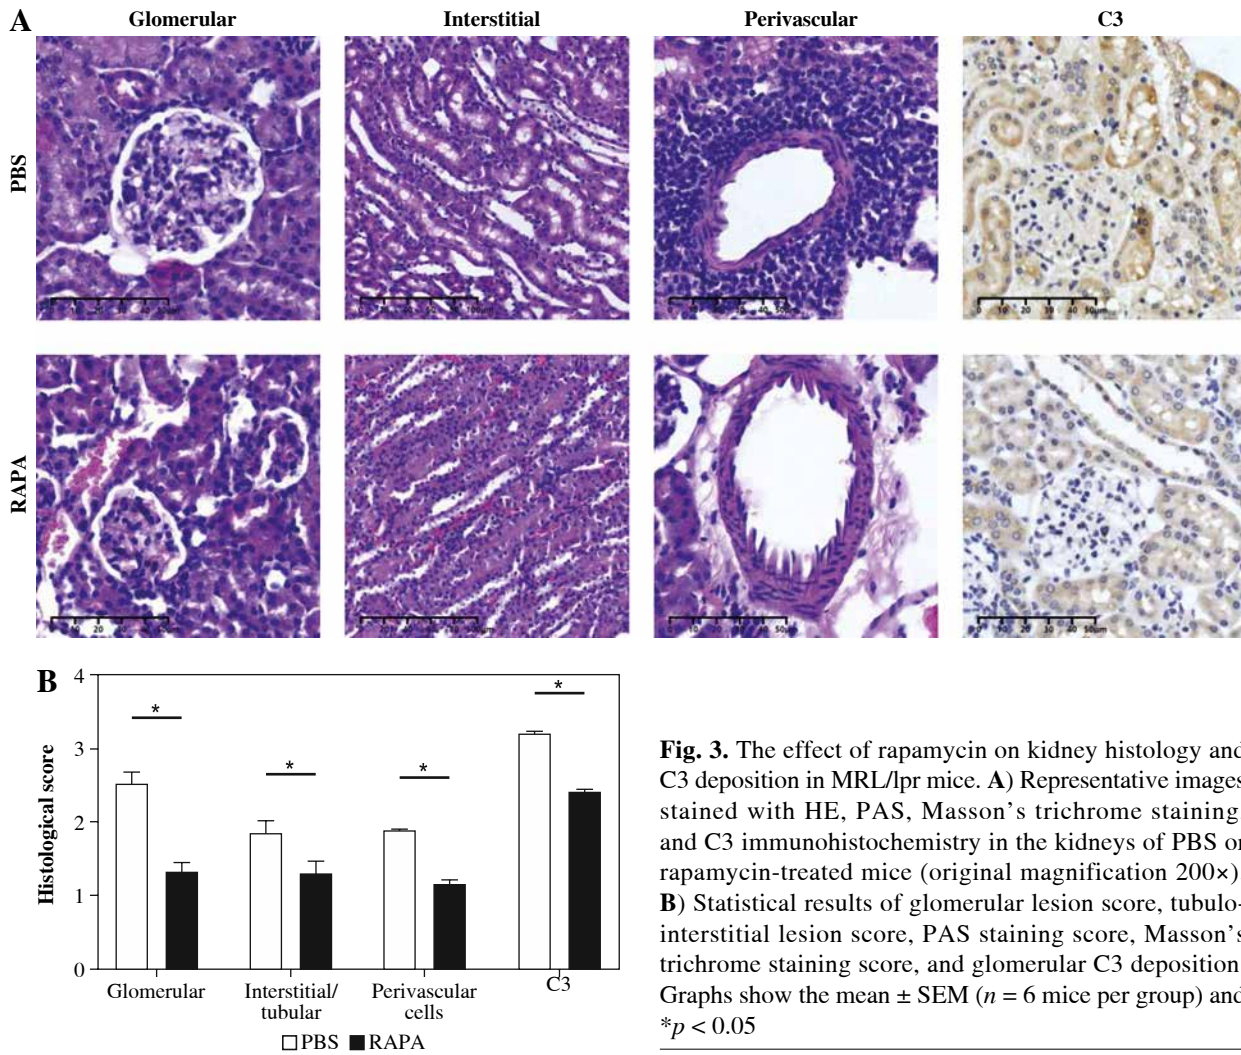 A
Glomerular Interstitial Perivascular C3
PBS
RAPA
B
Histological score
4
3
2
1
0
*
*
*
*
Glomerular Interstitial/ Perivascular C3
tubular cells
PBS RAPA
Fig. 3. The effect of rapamycin on kidney histology and
C3 deposition in MRL/lpr mice. A) Representative images
stained with HE, PAS, Masson's trichrome staining
and C3 immunohistochemistry in the kidneys of PBS or
rapamycin-treated mice (original magnification 200×)
B) Statistical results of glomerular lesion score, tubulo-
interstitial lesion score, PAS staining score, Masson's
trichrome staining score, and glomerular C3 deposition
Graphs show the mean ± SEM (n = 6 mice per group) and
*p < 0.05